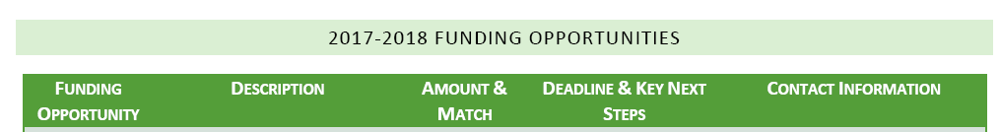 2017-2018 FUNDING OPPORTUNITIES
FUNDING OPPORTUNITY
DESCRIPTION
AMOUNT & MATCH
DEADLINE & KEY NEXT STEPS
CONTACT INFORMATION